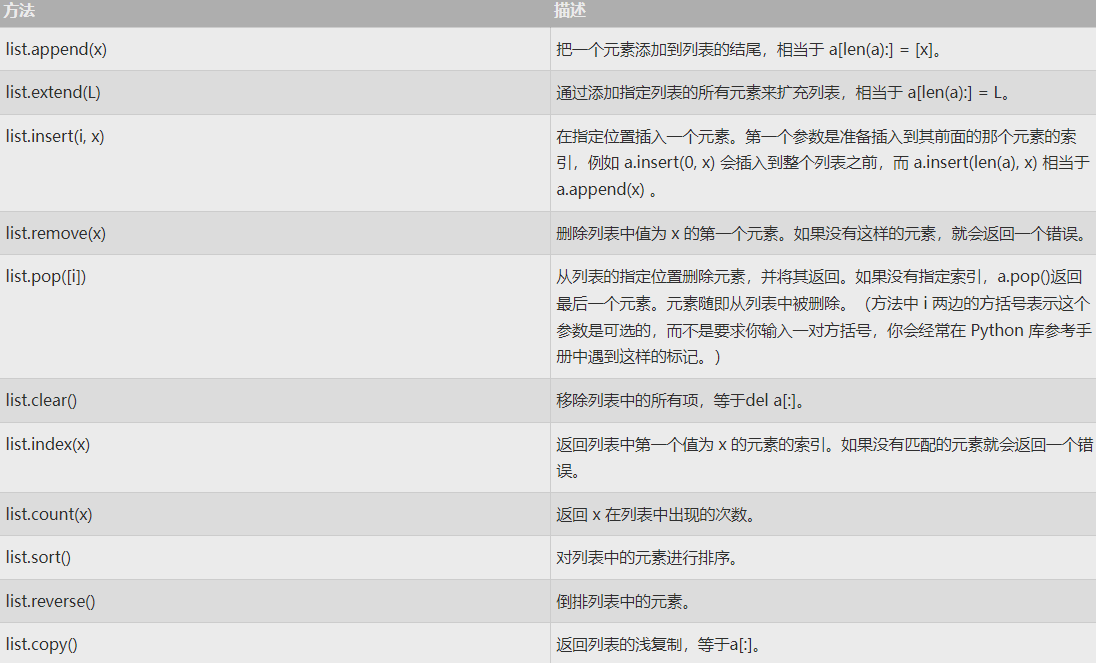 方法 描述
list.append(x) 把一个元素添加到列表的结尾，相当于 a[len(a):] = [x]。
list.extend(L) 通过添加指定列表的所有元素来扩充列表，相当于 a[len(a):] = L。
list.insert(i, x) 在指定位置插入一个元素。第一个参数是准备插入到其前面的那个元素的索
引，例如 a.insert(0, x) 会插入到整个列表之前，而 a.insert(len(a), x) 相当于
a.append(x) 。
list.remove(x) 删除列表中值为 x 的第一个元素。如果没有这样的元素，就会返回一个错误。
list.pop([i]) 从列表的指定位置删除元素，并将其返回。如果没有指定索引，a.pop()返回
最后一个元素。元素随即从列表中被删除。（方法中 i 两边的方括号表示这个
参数是可选的，而不是要求你输入一对方括号，你会经常在 Python 库参考手
册中遇到这样的标记。）
list.clear() 移除列表中的所有项，等于del a[:]。
list.index(x) 返回列表中第一个值为 x 的元素的索引。如果没有匹配的元素就会返回一个错
误。
list.count(x) 返回 x 在列表中出现的次数。
list.sort() 对列表中的元素进行排序。
list.reverse() 倒排列表中的元素。
list.copy() 返回列表的浅复制，等于a[:]。